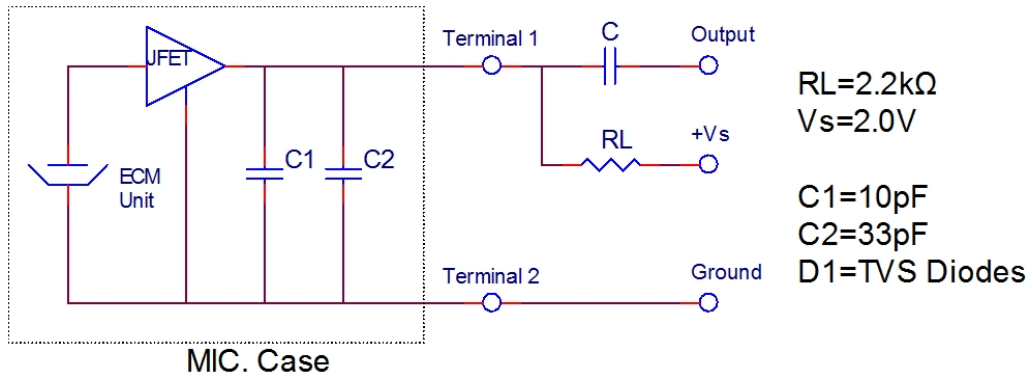 JFET
ECM
Unit
C1
C2
MIC. Case
Terminal 1
C
Output
RL
+Vs
Terminal 2
Ground
RL=2.2kΩ
Vs=2.0V
C1=10pF
C2=33pF
D1=TVS Diodes